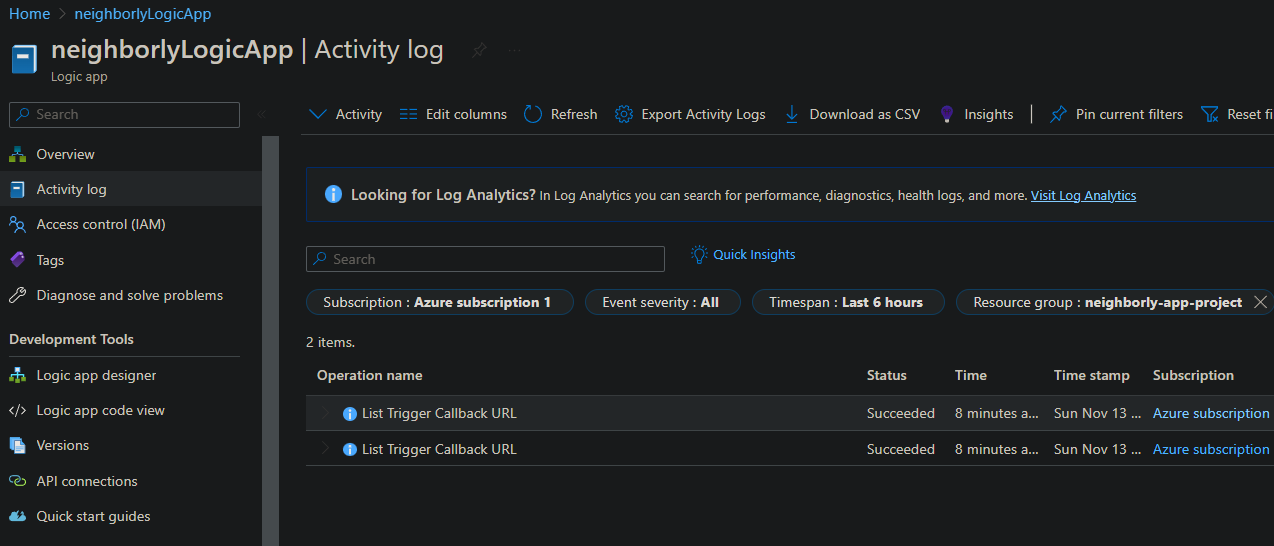 Home > neighborlyLogicApp
neighborlyLogicApp | Activity log
Logic app
Search
Overview
Activity log
Access control (IAM)
Tags
Diagnose and solve problems
Development Tools
Logic app designer
Logic app code view
Versions
API connections
Quick start guides
Activity Edit columns Refresh Export Activity Logs Download as CSV Insights | Pin current filters Reset fi
Looking for Log Analytics? In Log Analytics you can search for performance, diagnostics, health logs, and more. Visit Log Analytics
Search Quick Insights
Subscription : Azure subscription 1 Event severity : All Timespan : Last 6 hours Resource group : neighborly-app-project
2 items.
Operation name Status Time Time stamp Subscription
List Trigger Callback URL Succeeded 8 minutes a... Sun Nov 13 ... Azure subscription
List Trigger Callback URL Succeeded 8 minutes a... Sun Nov 13 ... Azure subscription